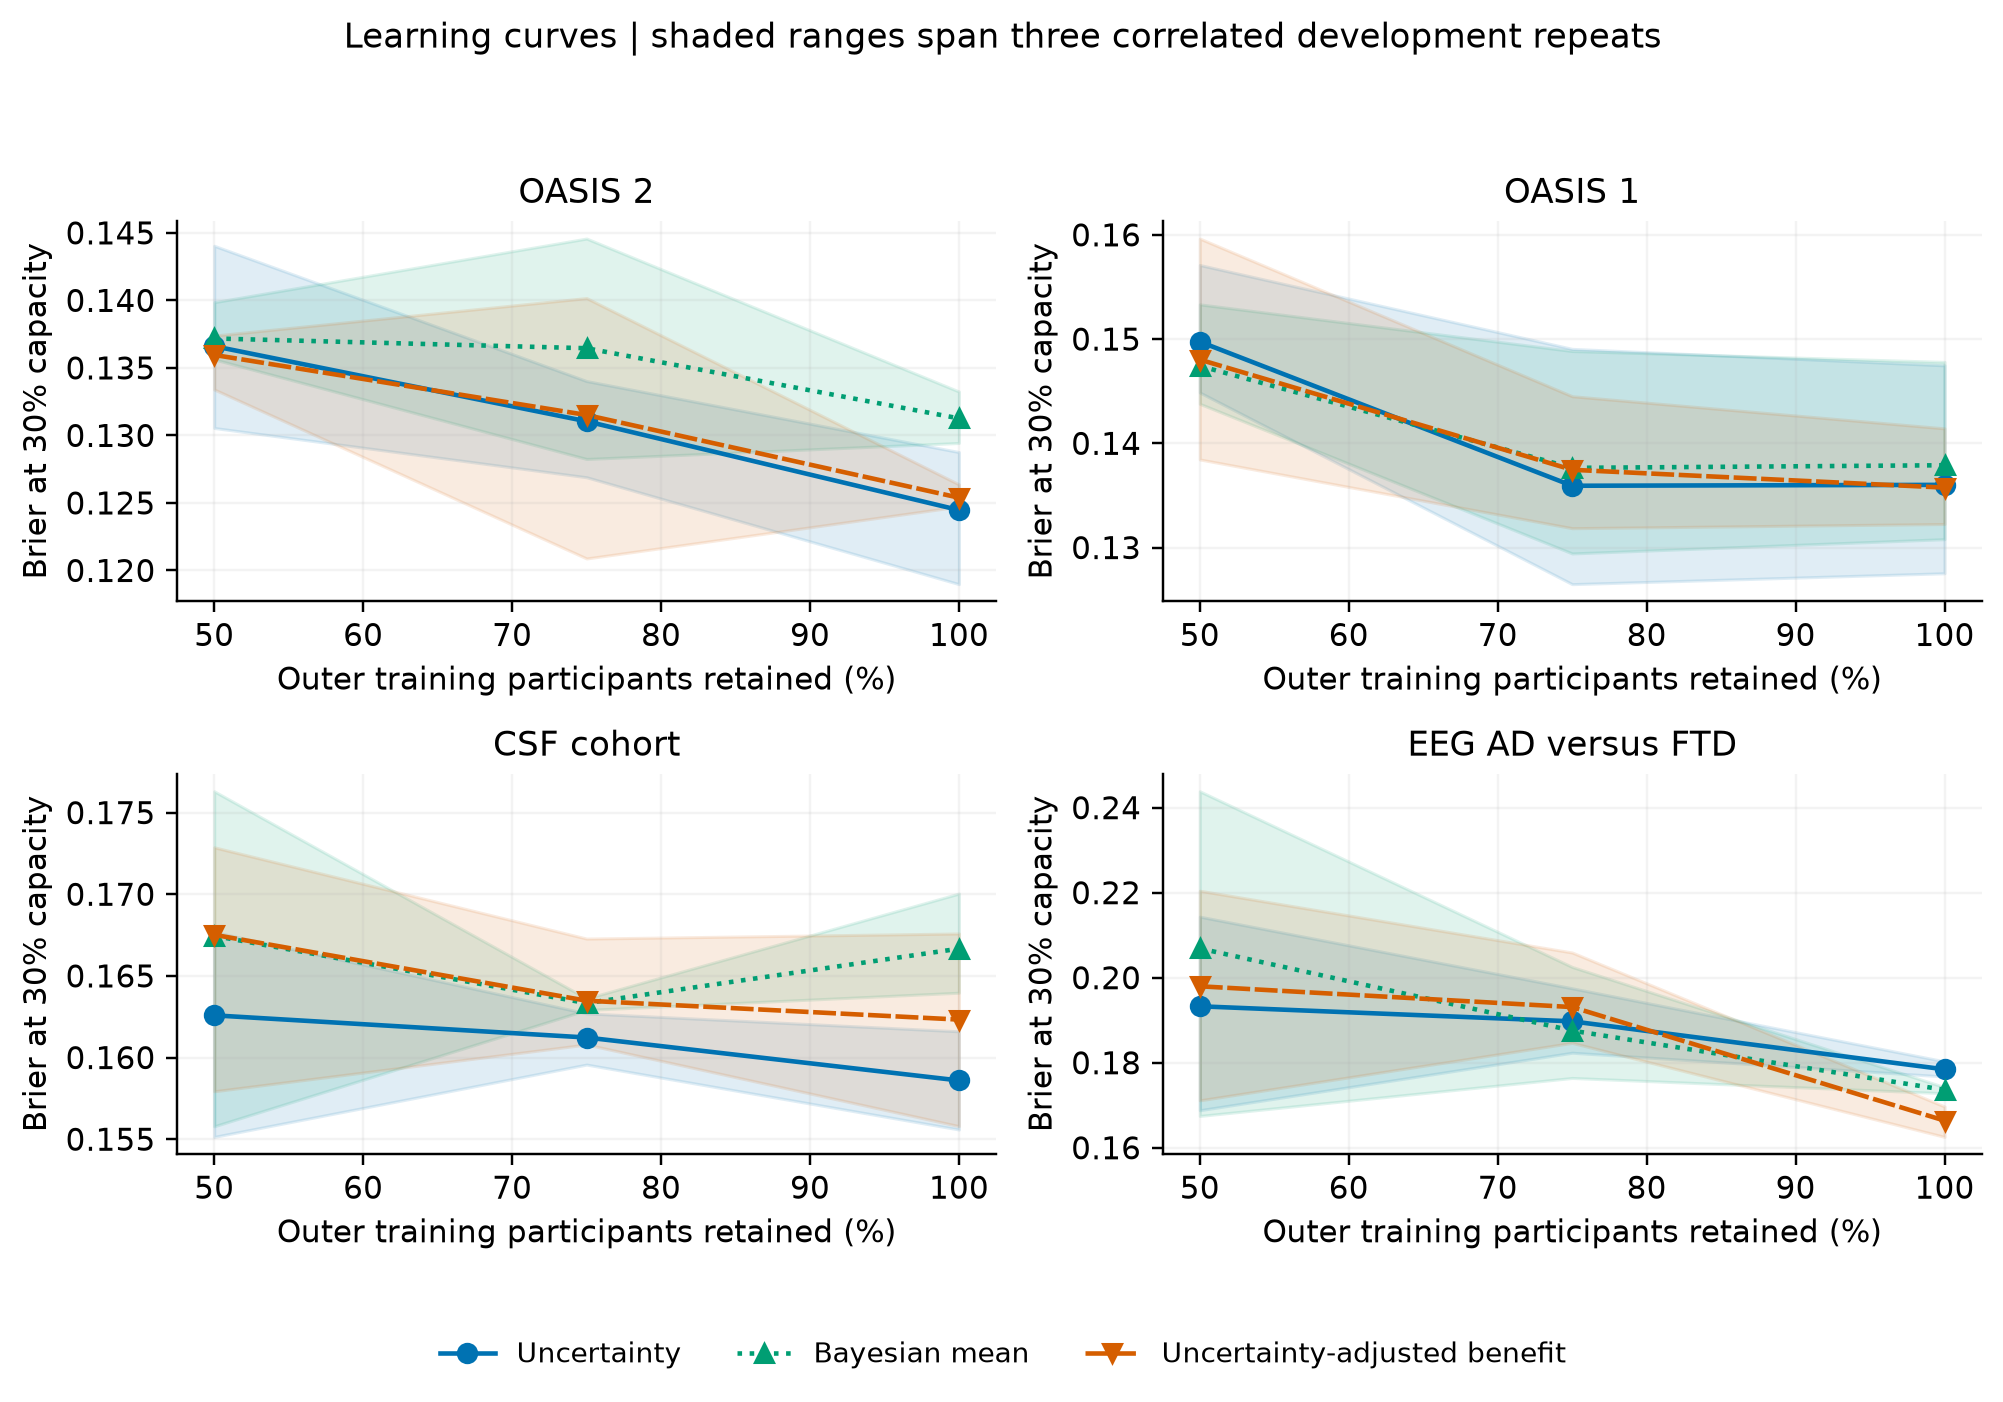 Learning curves | shaded ranges span three correlated development repeats
OASIS 2
Brier at 30% capacity
0.145
0.140
0.135
0.130
0.125
0.120
50 60 70 80 90 100
Outer training participants retained (%)
OASIS 1
Brier at 30% capacity
0.16
0.15
0.14
0.13
50 60 70 80 90 100
Outer training participants retained (%)
CSF cohort
Brier at 30% capacity
0.175
0.170
0.165
0.160
0.155
50 60 70 80 90 100
Outer training participants retained (%)
EEG AD versus FTD
Brier at 30% capacity
0.24
0.22
0.20
0.18
0.16
50 60 70 80 90 100
Outer training participants retained (%)
Uncertainty Bayesian mean Uncertainty-adjusted benefit